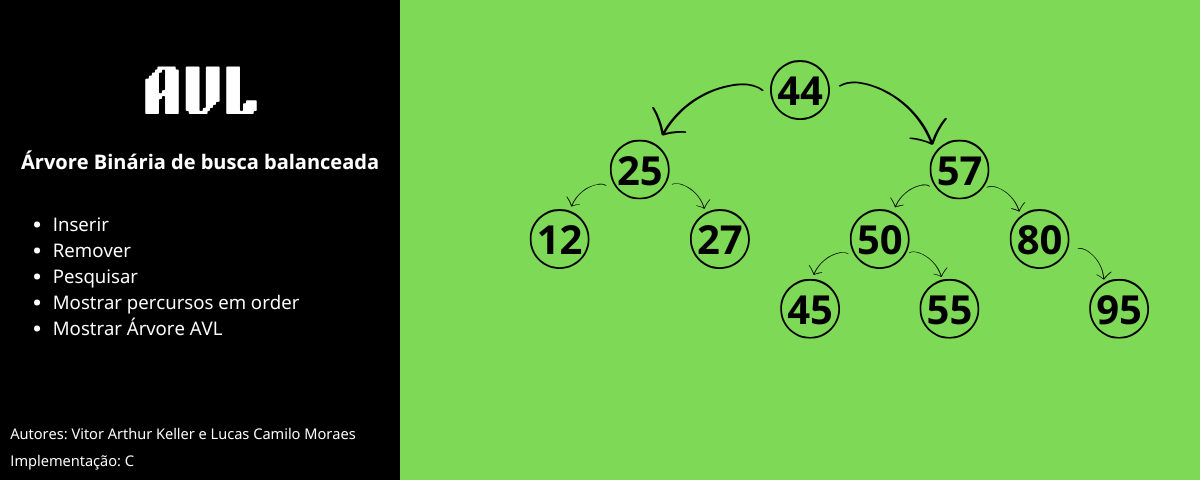 AVL
Árvore Binária de busca balanceada
Inserir
Remover
Pesquisar
Mostrar percursos em order
Mostrar Árvore AVL
Autores: Vitor Arthur Keller e Lucas Camilo Moraes
Implementação: C
44
25 57
12 27 50 80
45 55 95